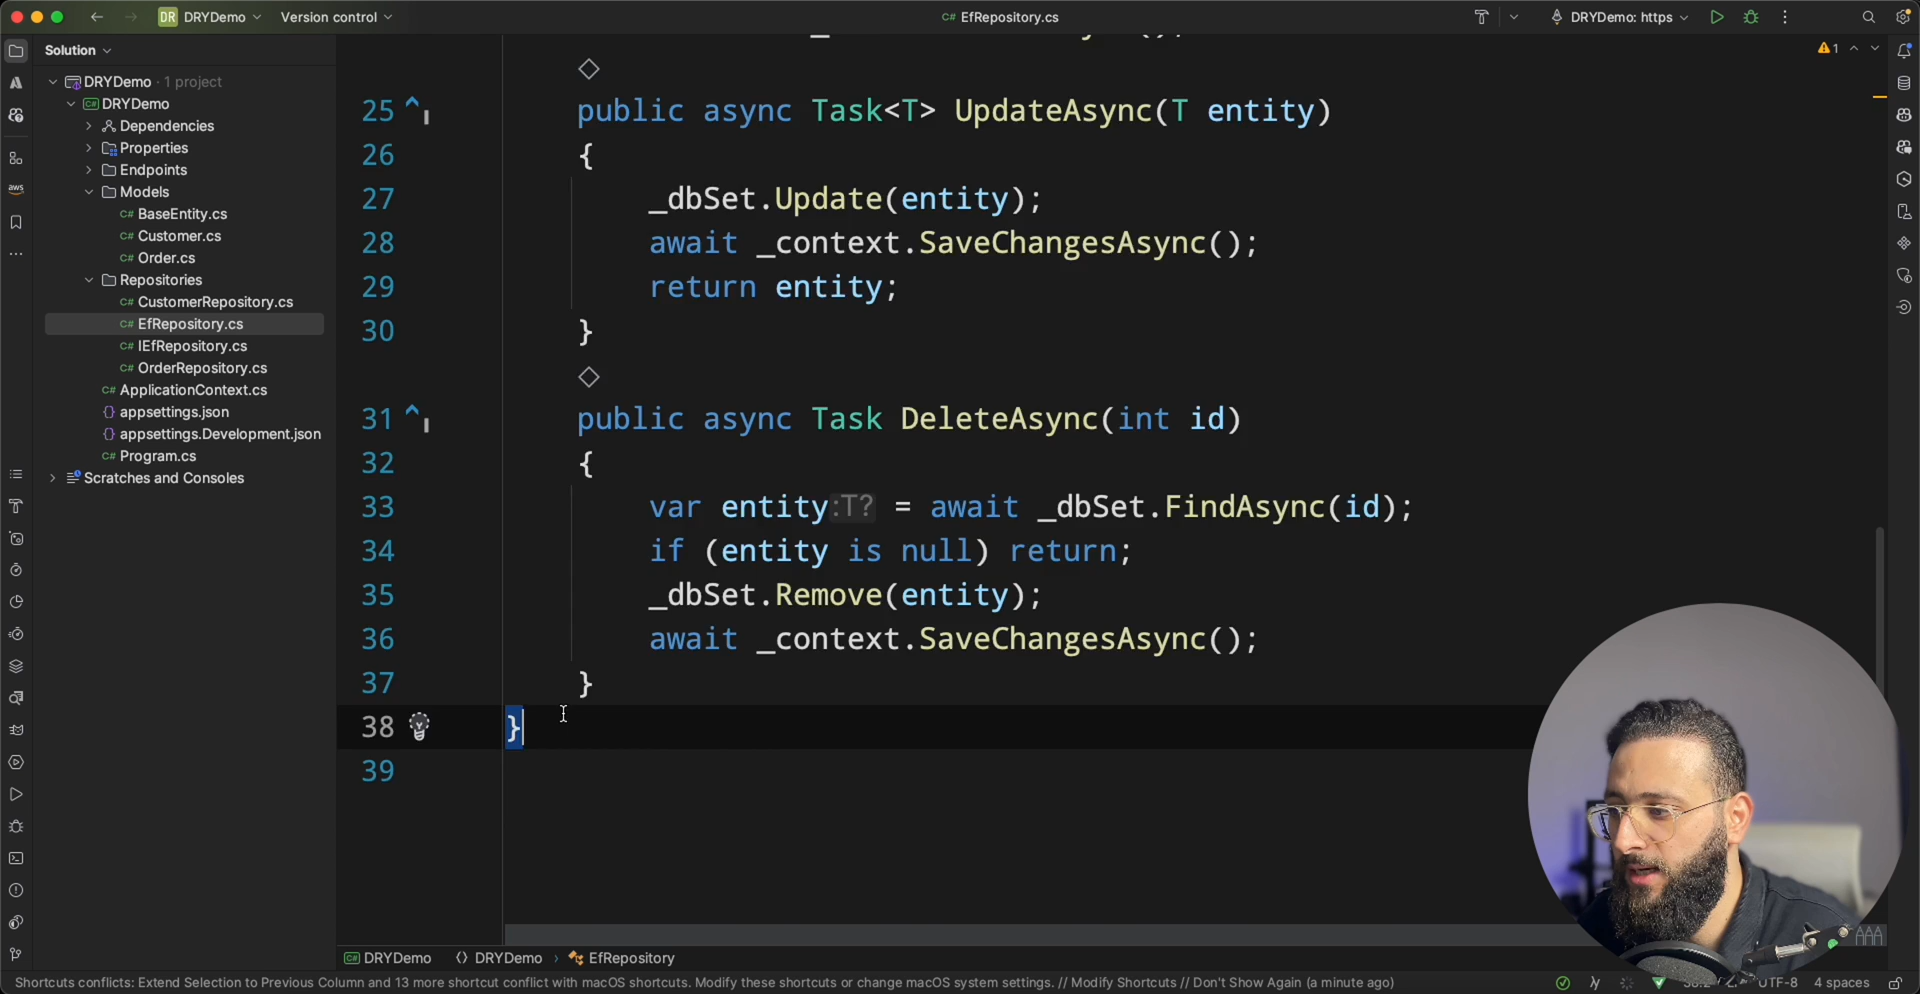 DR DRYDemo Version control C# EfRepository.cs DRYDemo: https
Solution
1
DRYDemo · 1 project
C# DRYDemo
Dependencies
Properties
Endpoints
Models
C# BaseEntity.cs
C# Customer.cs
C# Order.cs
Repositories
C# CustomerRepository.cs
C# EfRepository.cs
C# IEfRepository.cs
C# OrderRepository.cs
C# ApplicationContext.cs
{} appsettings.json
{} appsettings.Development.json
C# Program.cs
Scratches and Consoles
aws
25 public async Task<T> UpdateAsync(T entity)
26 {
27 _dbSet.Update(entity);
28 await _context.SaveChangesAsync();
29 return entity;
30 }
31 public async Task DeleteAsync(int id)
32 {
33 var entity:T? = await _dbSet.FindAsync(id);
34 if (entity is null) return;
35 _dbSet.Remove(entity);
36 await _context.SaveChangesAsync();
37 }
38 }
39
C# DRYDemo {} DRYDemo › EfRepository
Shortcuts conflicts: Extend Selection to Previous Column and 13 more shortcut conflict with macOS shortcuts. Modify these shortcuts or change macOS system settings. // Modify Shortcuts // Don't Show Again (a minute ago) UTF-8 4 spaces